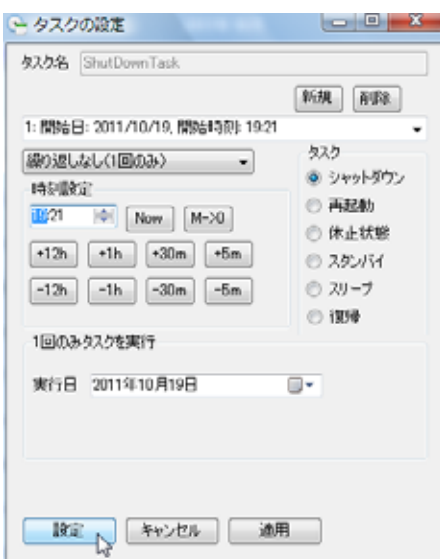 タスクの設定
タスク名 ShutDownTask
新規 削除
1: 開始日: 2011/10/19, 開始時刻: 19:21
繰り返しなし(1回のみ)
タスク
シャットダウン
時刻設定
再起動
19:21 Now M->0
休止状態
+12h +1h +30m +5m
スタンバイ
-12h -1h -30m -5m
スリープ
復帰
1回のみタスクを実行
実行日 2011年10月19日
設定 キャンセル 適用